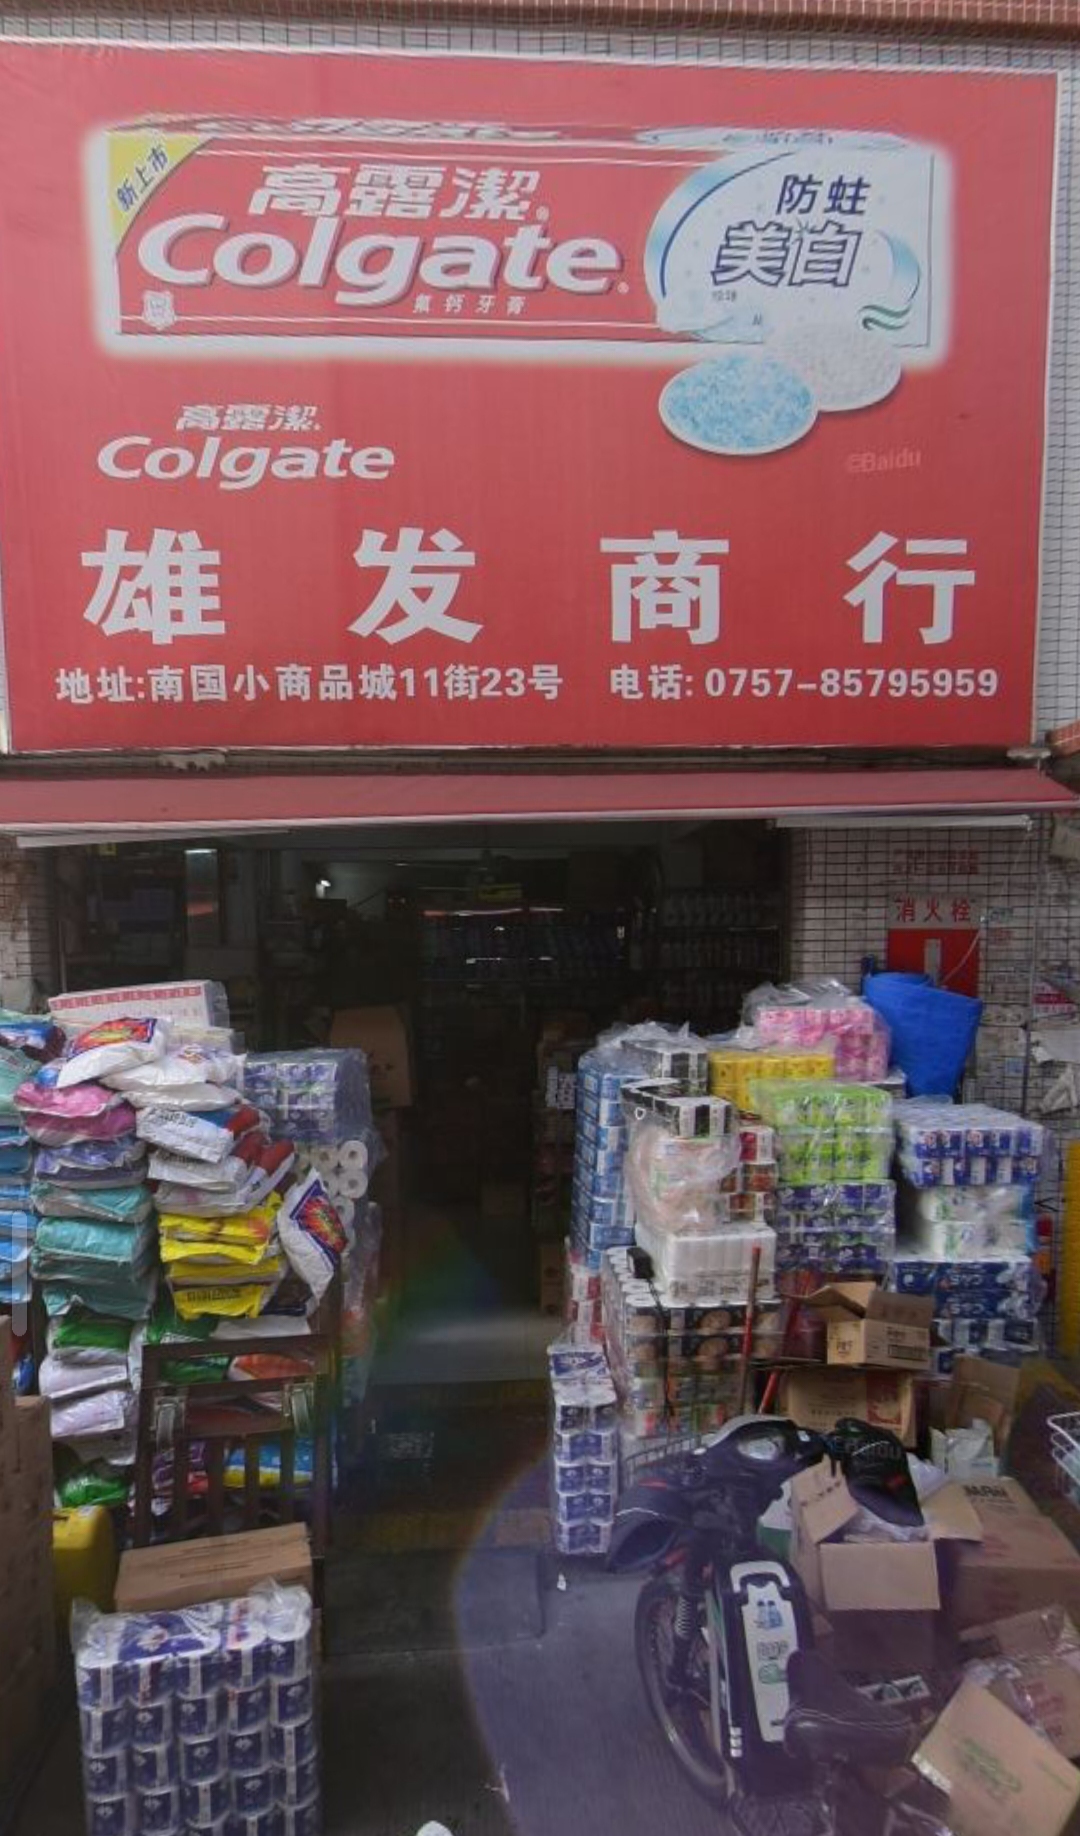 新上市
高露潔®
Colgate®
氟钙牙膏
防蛀
美白
高露潔
Colgate
©Baidu
雄发商行
地址:南国小商品城11街23号 电话: 0757-85795959
消火栓